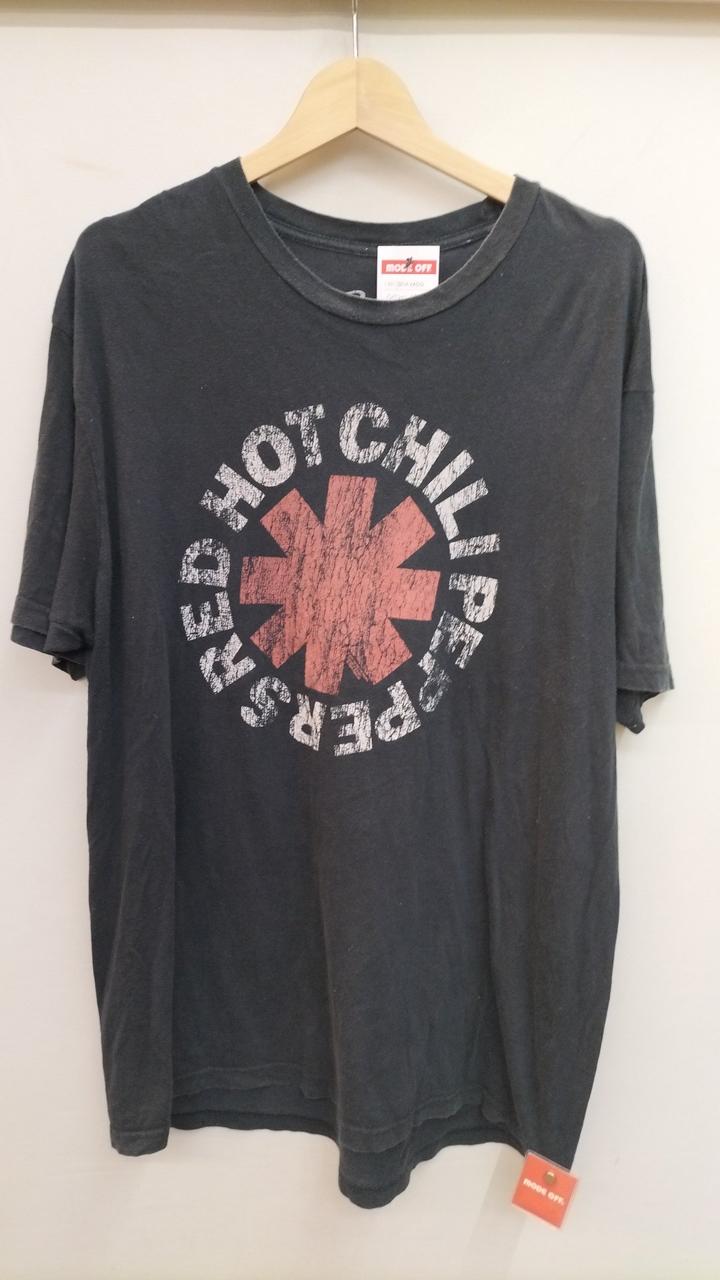 MODE OFF
RED HOT CHILI PEPPERS
MODE OFF.